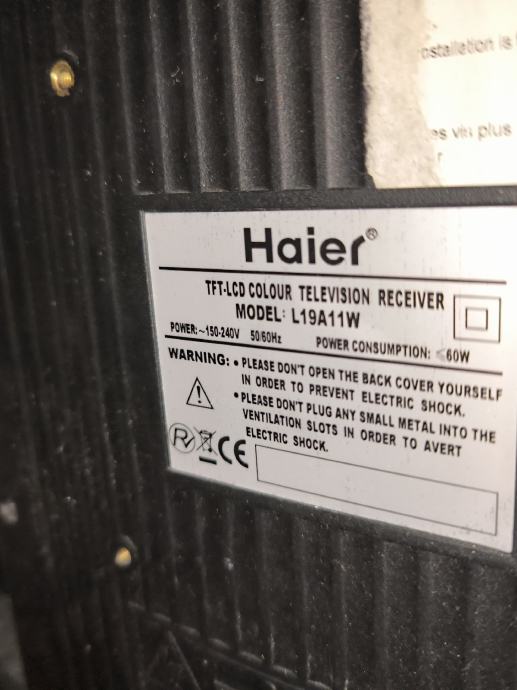 nstalletion is
es vin plus
r
Haier®
TFT-LCD COLOUR TELEVISION RECEIVER
MODEL: L19A11W
POWER:~150-240V 50/60Hz POWER CONSUMPTION: ≤60W
WARNING: • PLEASE DON'T OPEN THE BACK COVER YOURSELF
IN ORDER TO PREVENT ELECTRIC SHOCK.
• PLEASE DON'T PLUG ANY SMALL METAL INTO THE
VENTILATION SLOTS IN ORDER TO AVERT
ELECTRIC SHOCK.
CE